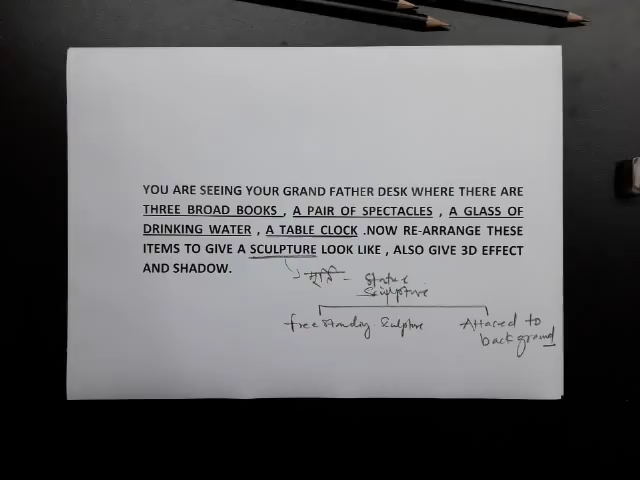 YOU ARE SEEING YOUR GRAND FATHER DESK WHERE THERE ARE
THREE BROAD BOOKS , A PAIR OF SPECTACLES , A GLASS OF
DRINKING WATER , A TABLE CLOCK .NOW RE-ARRANGE THESE
ITEMS TO GIVE A SCULPTURE LOOK LIKE , ALSO GIVE 3D EFFECT
AND SHADOW.
মূর্তি - Statue
Sculpture
free standing Sculpture
Attaced to
background